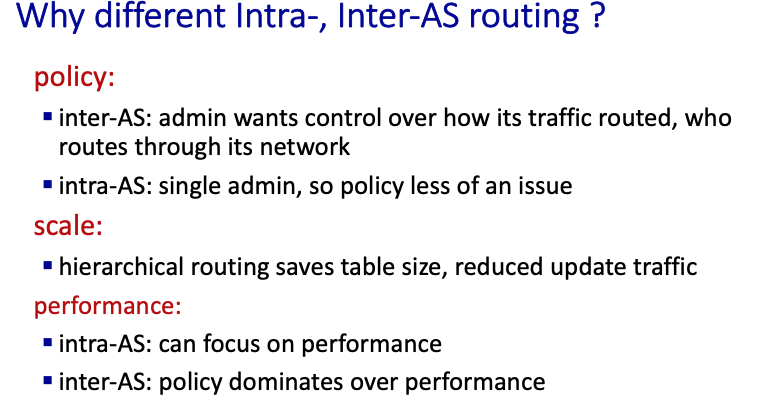 Why different Intra-, Inter-AS routing ?
policy:
▪ inter-AS: admin wants control over how its traffic routed, who
routes through its network
▪ intra-AS: single admin, so policy less of an issue
scale:
▪ hierarchical routing saves table size, reduced update traffic
performance:
▪ intra-AS: can focus on performance
▪ inter-AS: policy dominates over performance